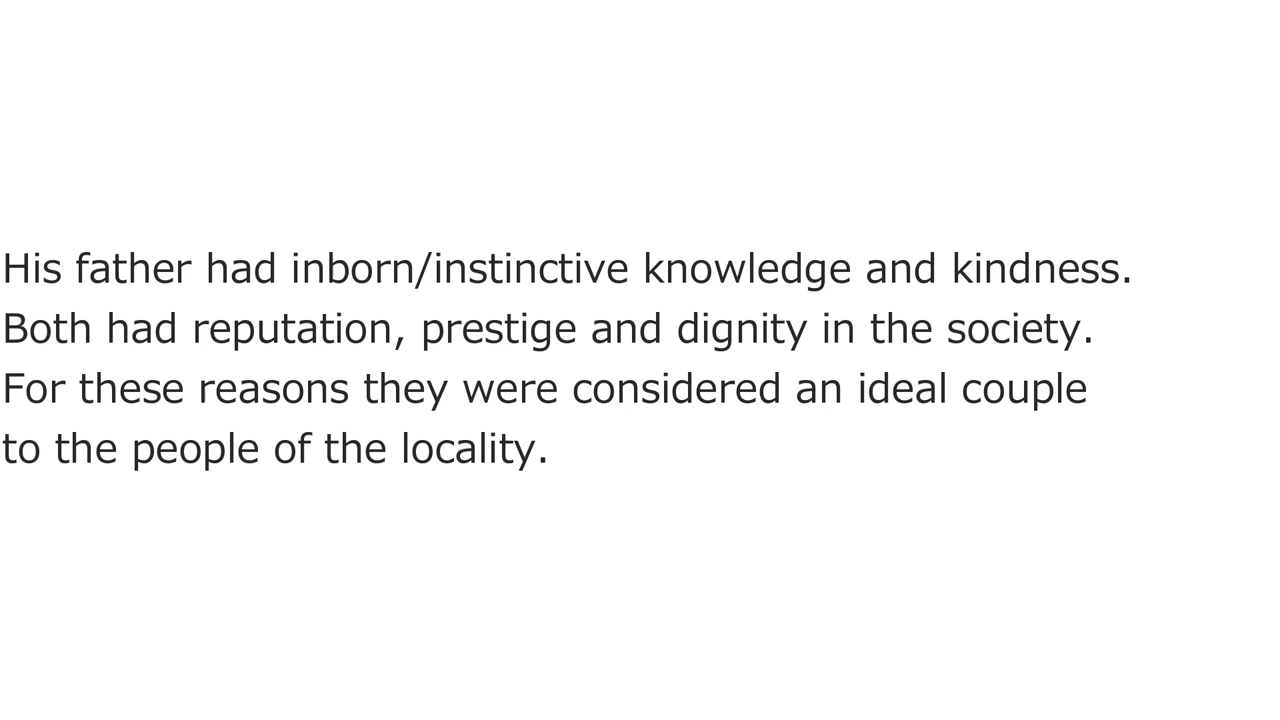 His father had inborn/instinctive knowledge and kindness.
Both had reputation, prestige and dignity in the society.
For these reasons they were considered an ideal couple
to the people of the locality.